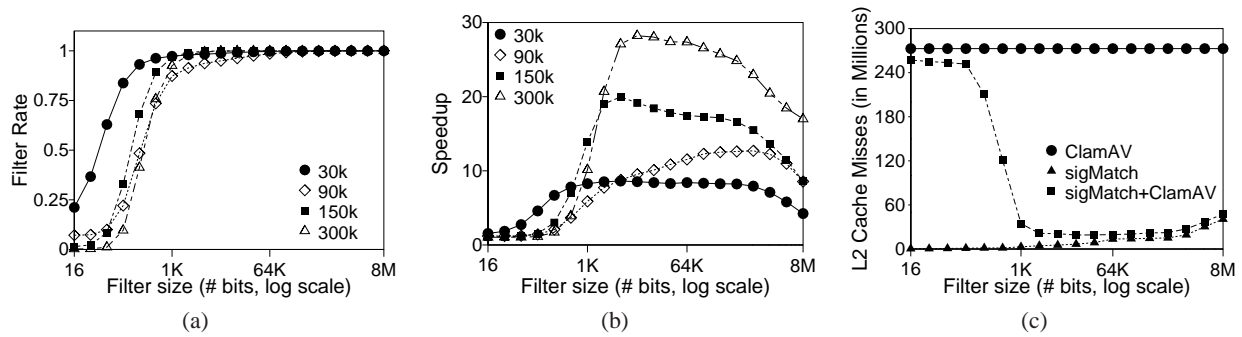 1
0.75
0.5
0.25
0
Filter Rate
16
1K
64K
8M
Filter size (# bits, log scale)
30k
90k
150k
300k
(a)
30
20
10
0
Speedup
16
1K
64K
8M
Filter size (# bits, log scale)
30k
90k
150k
300k
(b)
300
240
180
120
60
0
L2 Cache Misses (in Millions)
16
1K
64K
8M
Filter size (# bits, log scale)
ClamAV
sigMatch
sigMatch+ClamAV
(c)